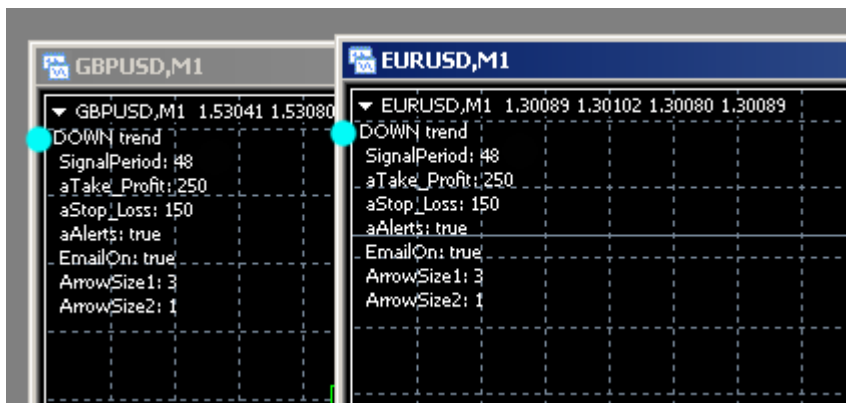 GBPUSD,M1
GBPUSD,M1 1.53041 1.53080
DOWN trend
SignalPeriod: 48
aTake_Profit: 250
aStop_Loss: 150
aAlerts: true
EmailOn: true
ArrowSize1: 3
ArrowSize2: 1
EURUSD,M1
EURUSD,M1 1.30089 1.30102 1.30080 1.30089
DOWN trend
SignalPeriod: 48
aTake_Profit: 250
aStop_Loss: 150
aAlerts: true
EmailOn: true
ArrowSize1: 3
ArrowSize2: 1